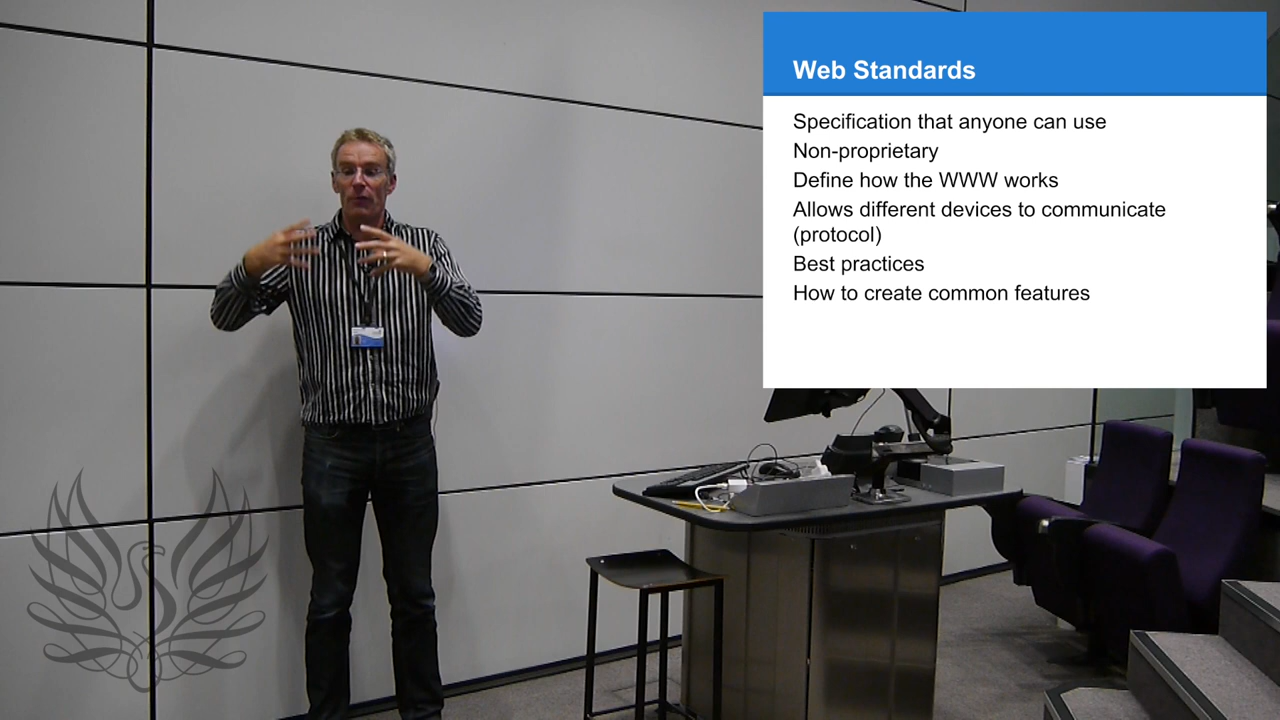 Web Standards
Specification that anyone can use
Non-proprietary
Define how the WWW works
Allows different devices to communicate
(protocol)
Best practices
How to create common features